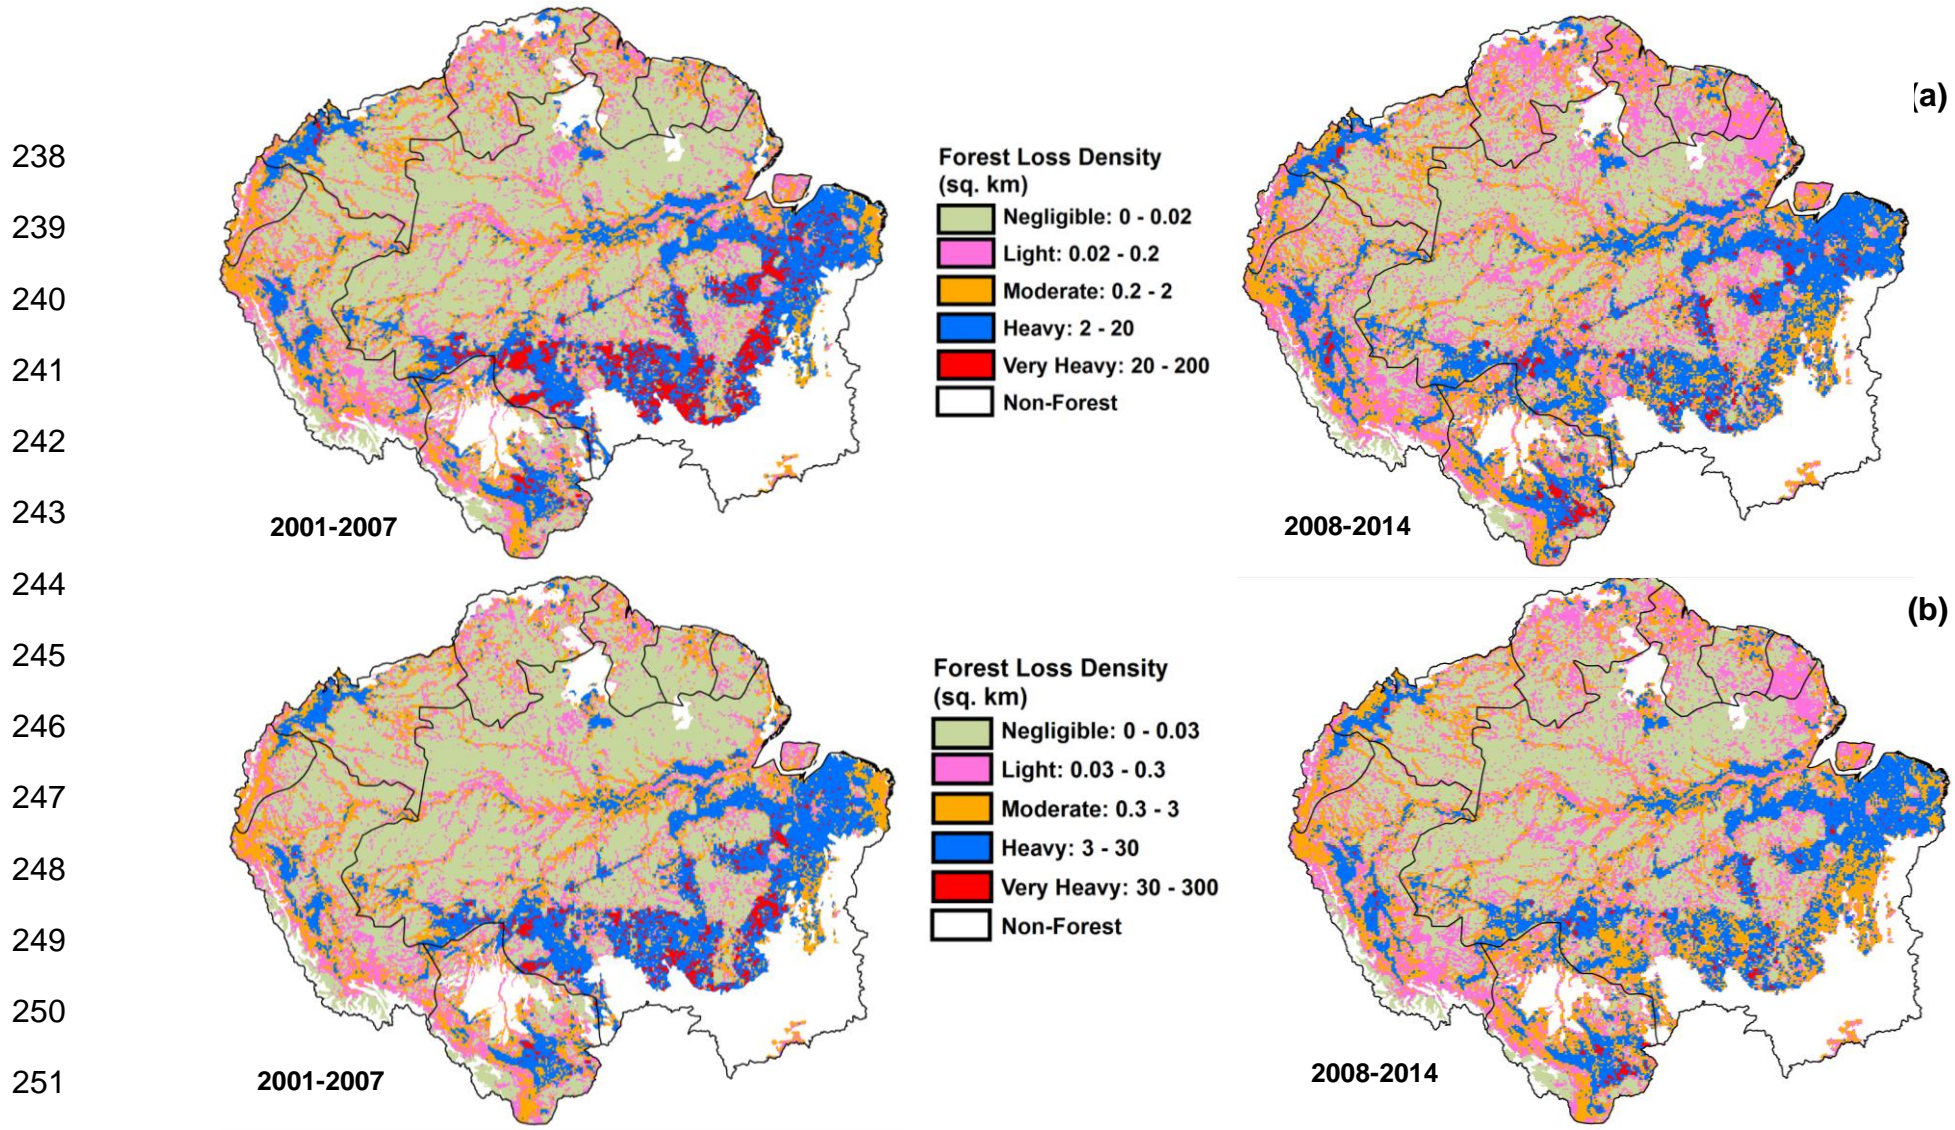 (a)
238
239
240
241
242
243
244
245
246
247
248
249
250
251
Forest Loss Density
(sq. km)
Negligible: 0 - 0.02
Light: 0.02 - 0.2
Moderate: 0.2 - 2
Heavy: 2 - 20
Very Heavy: 20 - 200
Non-Forest
2001-2007
2008-2014
(b)
Forest Loss Density
(sq. km)
Negligible: 0 - 0.03
Light: 0.03 - 0.3
Moderate: 0.3 - 3
Heavy: 3 - 30
Very Heavy: 30 - 300
Non-Forest
2001-2007
2008-2014